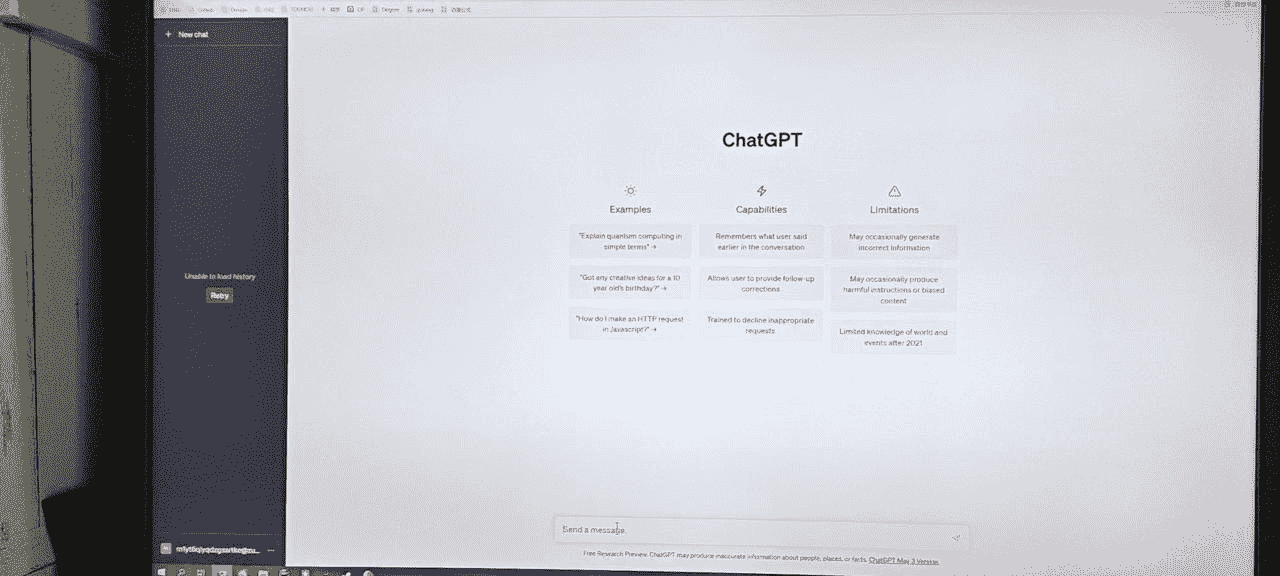 New chat
ChatGPT
Examples
Capabilities
Limitations
"Explain quantum computing in
simple terms" →
Remembers what user said
earlier in the conversation
May occasionally generate
incorrect information
"Got any creative ideas for a 10
year old's birthday?" →
Allows user to provide follow-up
corrections
May occasionally produce
harmful instructions or biased
content
"How do I make an HTTP request
in Javascript?" →
Trained to decline inappropriate
requests
Limited knowledge of world and
events after 2021
Unable to load history
Retry
Send a message.
Free Research Preview. ChatGPT may produce inaccurate information about people, places, or facts. ChatGPT May 3 Version